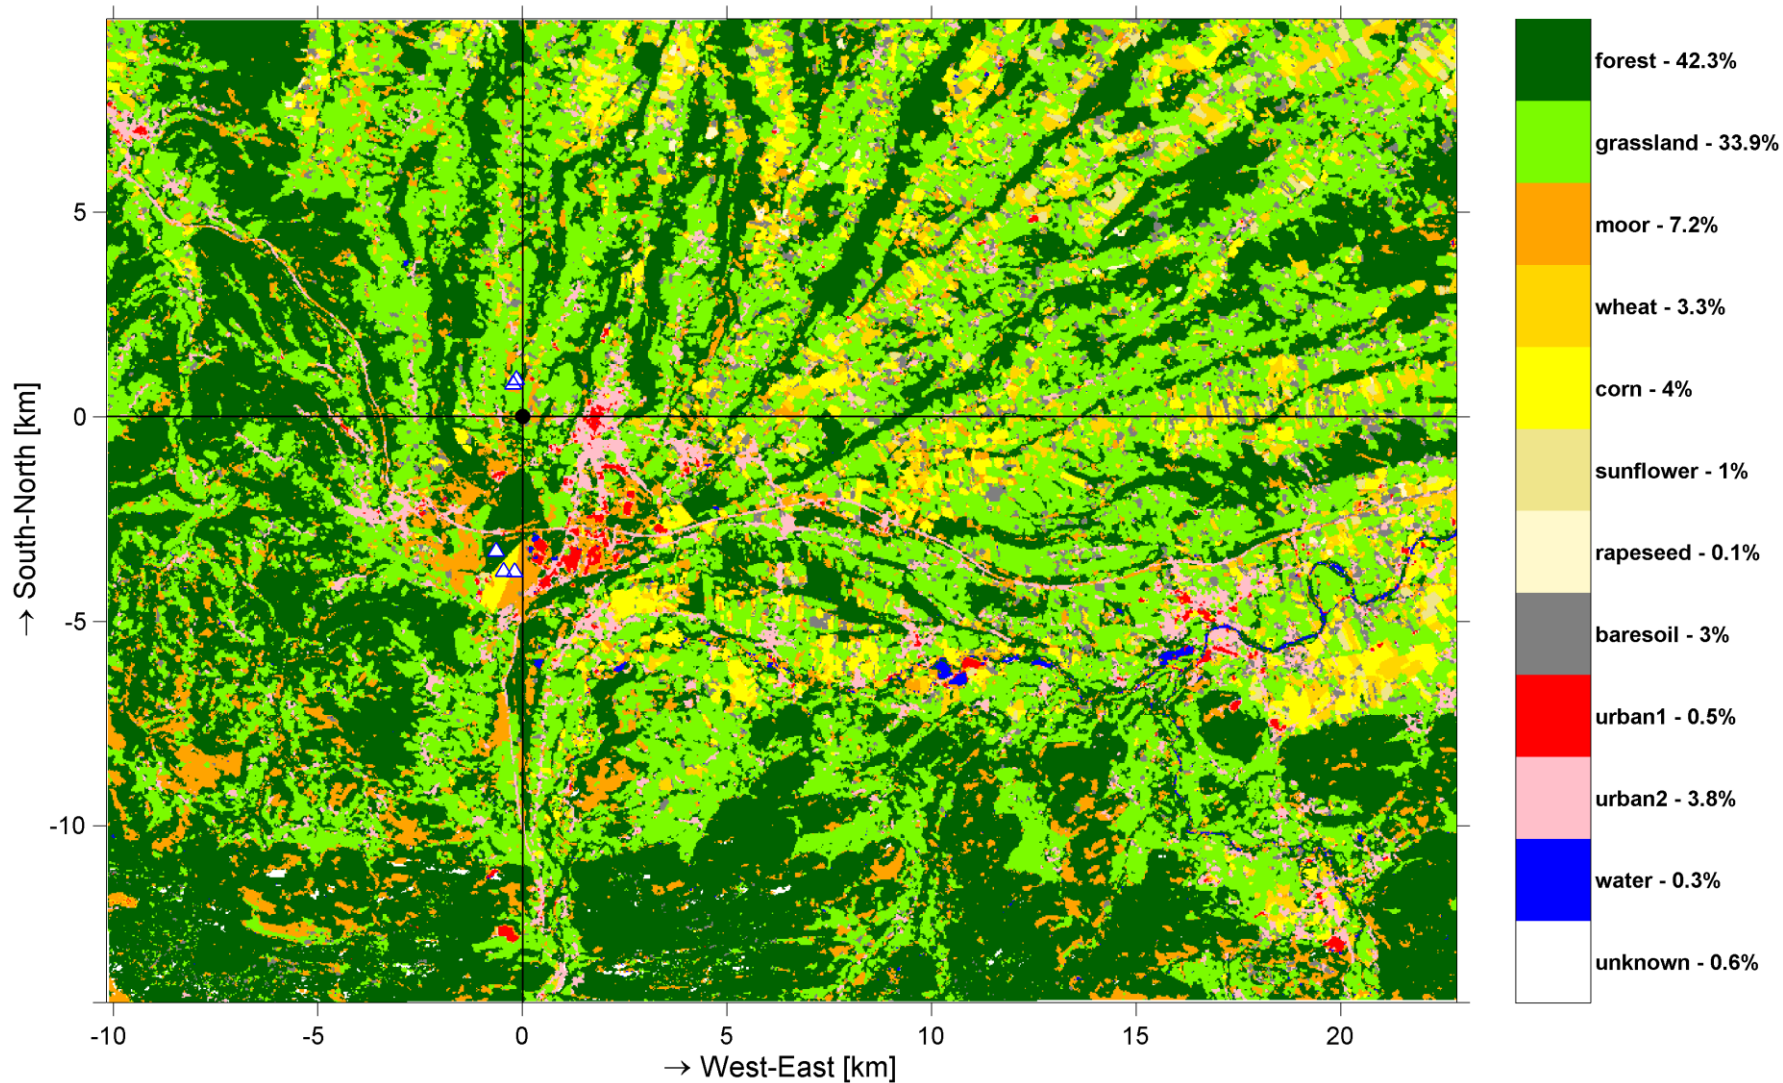 forest - 42.3%
grassland - 33.9%
moor - 7.2%
wheat - 3.3%
corn - 4%
sunflower - 1%
rapeseed - 0.1%
baresoil - 3%
urban1 - 0.5%
urban2 - 3.8%
water - 0.3%
unknown - 0.6%
5
0
-5
-10
→ South-North [km]
-10 -5 0 5 10 15 20
→ West-East [km]